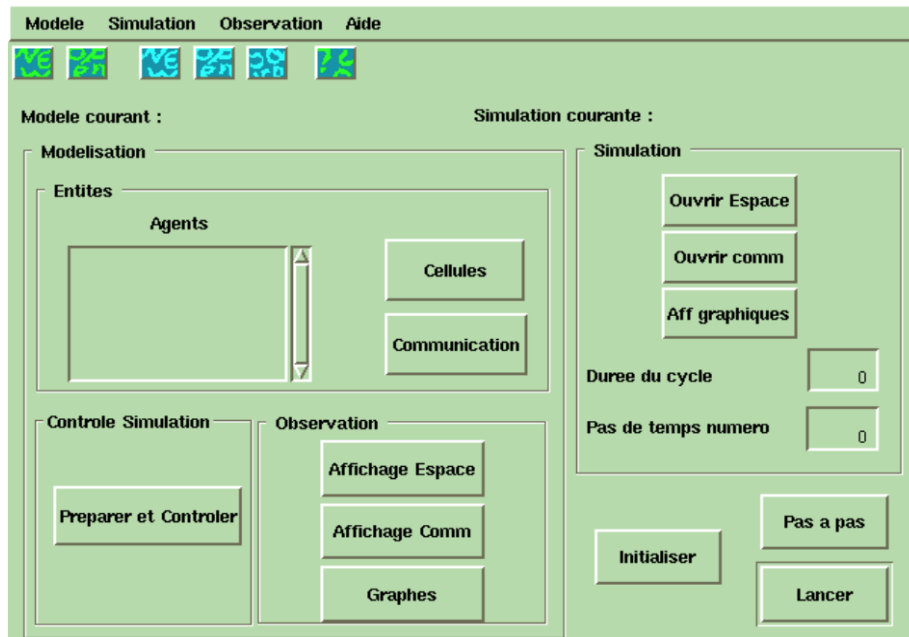 Modele Simulation Observation Aide
Modele courant :
Simulation courante :
Modelisation
Entites
Agents
Cellules
Communication
Controle Simulation
Preparer et Controler
Observation
Affichage Espace
Affichage Comm
Graphes
Simulation
Ouvrir Espace
Ouvrir comm
Aff graphiques
Duree du cycle 0
Pas de temps numero 0
Initialiser
Pas a pas
Lancer